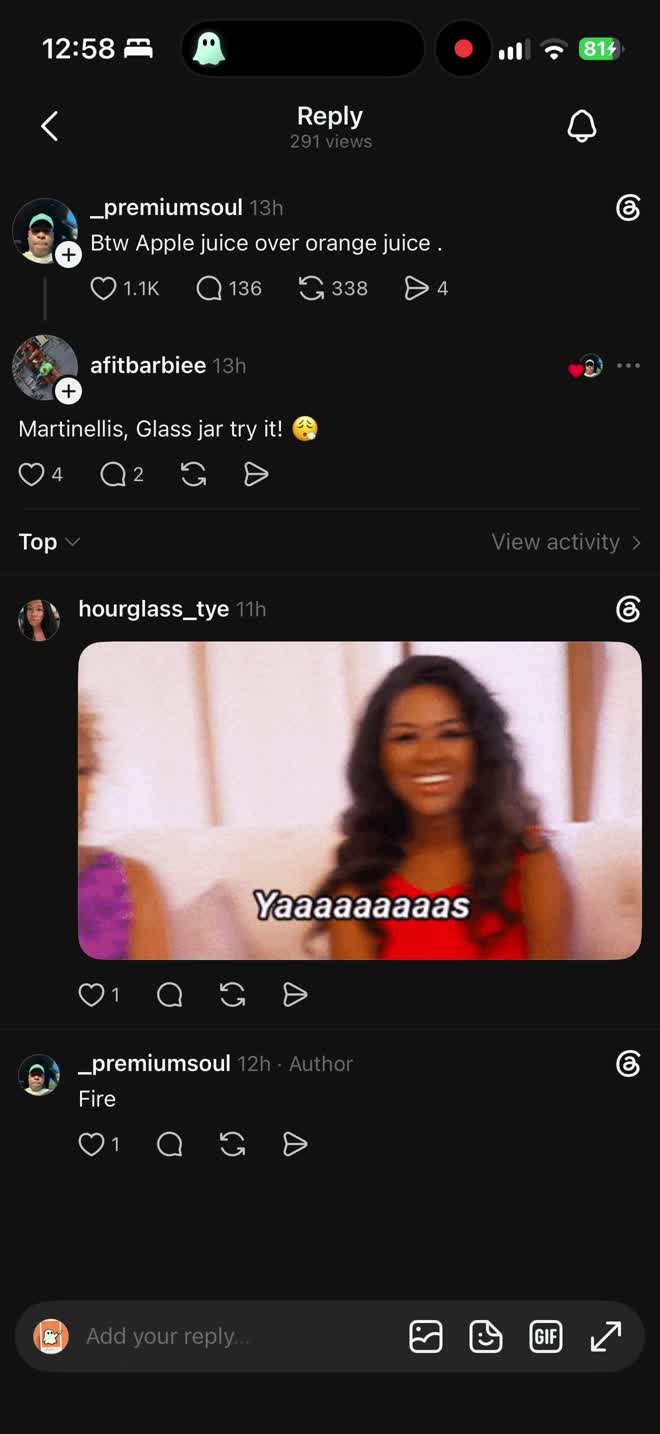 12:58
81
Reply
291 views
_premiumsoul 13h
Btw Apple juice over orange juice .
1.1K 136 338 4
afitbarbiee 13h
Martinellis, Glass jar try it! 😮‍💨
4 2
Top View activity
hourglass_tye 11h
Yaaaaaaaaas
1
_premiumsoul 12h · Author
Fire
1
Add your reply...
GIF